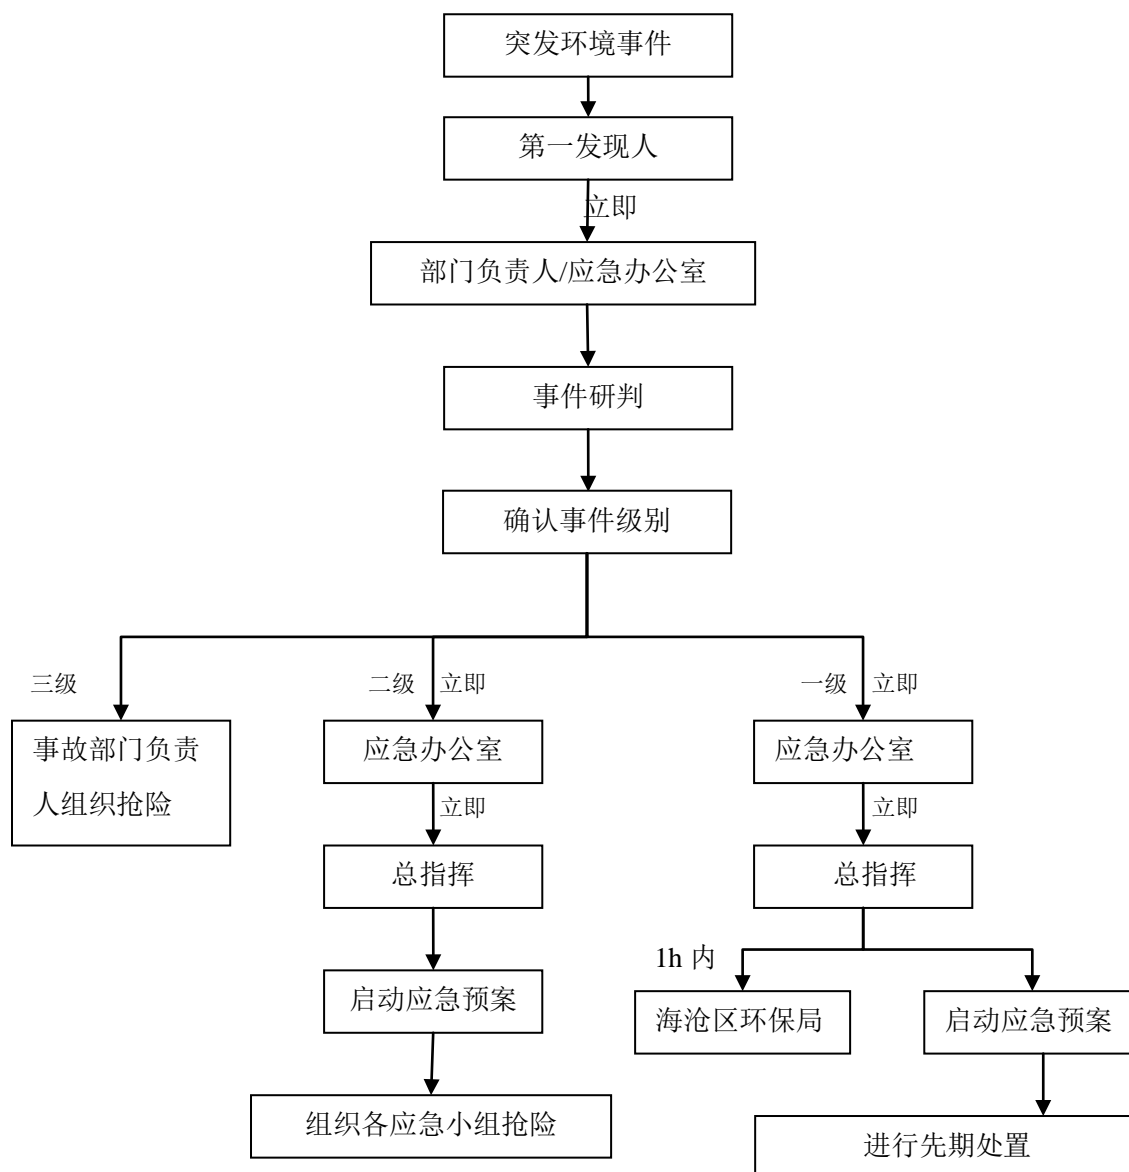 突发环境事件
第一发现人
立即
部门负责人/应急办公室
事件研判
确认事件级别
三级
二级 立即
一级 立即
事故部门负责
人组织抢险
应急办公室
应急办公室
立即
立即
总指挥
总指挥
1h 内
启动应急预案
海沧区环保局
启动应急预案
组织各应急小组抢险
进行先期处置